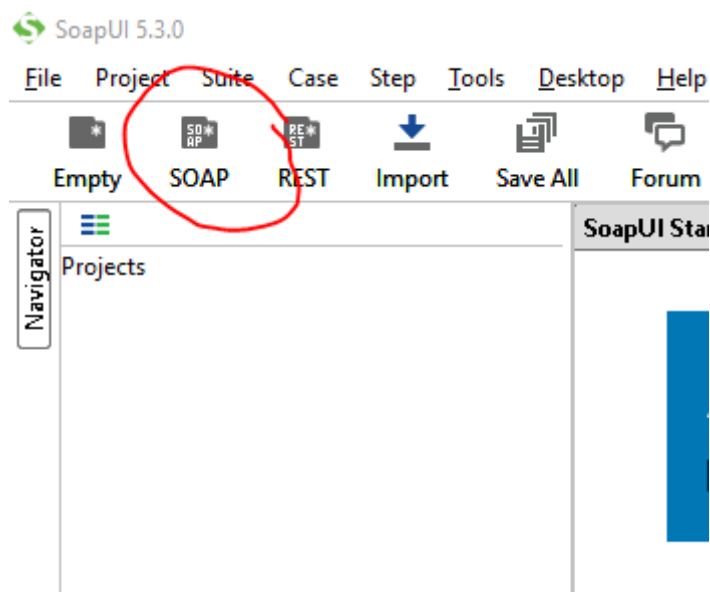 SoapUI 5.3.0
File Project Suite Case Step Tools Desktop Help
SO AP RE ST
Empty SOAP REST Import Save All Forum
Navigator
SoapUI Star
Projects